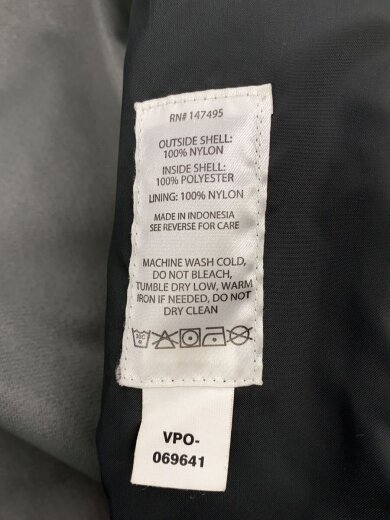 RN# 147495
OUTSIDE SHELL:
100% NYLON
INSIDE SHELL:
100% POLYESTER
LINING: 100% NYLON
MADE IN INDONESIA
SEE REVERSE FOR CARE
MACHINE WASH COLD,
DO NOT BLEACH,
TUMBLE DRY LOW, WARM
IRON IF NEEDED, DO NOT
DRY CLEAN
VPO-
069641